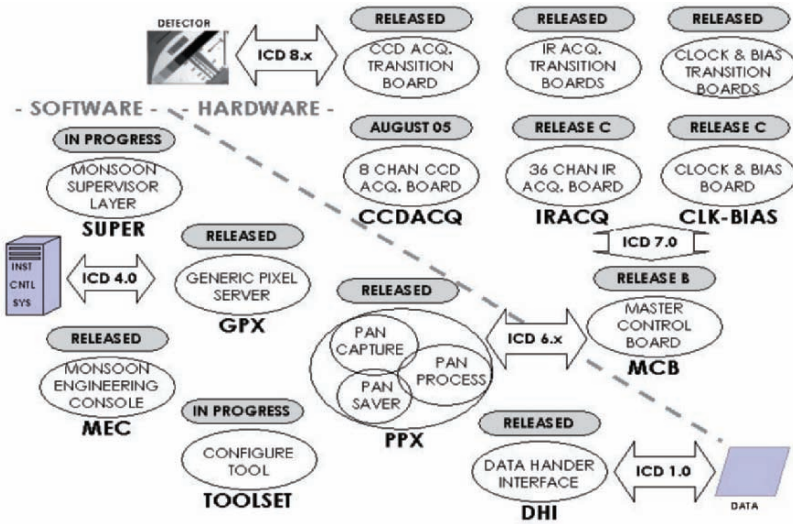 DETECTOR
ICD 8.x
RELEASED
CCD ACQ.
TRANSITION
BOARD
RELEASED
IR ACQ.
TRANSITION
BOARDS
RELEASED
CLOCK & BIAS
TRANSITION
BOARDS
- SOFTWARE -
- HARDWARE -
IN PROGRESS
MONSOON
SUPERVISOR
LAYER
SUPER
AUGUST 05
8 CHAN CCD
ACQ. BOARD
CCDACQ
RELEASE C
36 CHAN IR
ACQ. BOARD
IRACQ
RELEASE C
CLOCK & BIAS
BOARD
CLK-BIAS
ICD 7.0
INST
CNTL
SYS
ICD 4.0
RELEASED
GENERIC PIXEL
SERVER
GPX
RELEASED
PAN
CAPTURE
PAN
PROCESS
PAN
SAVER
PPX
ICD 6.x
RELEASE B
MASTER
CONTROL
BOARD
MCB
RELEASED
MONSOON
ENGINEERING
CONSOLE
MEC
IN PROGRESS
CONFIGURE
TOOL
TOOLSET
RELEASED
DATA HANDER
INTERFACE
DHI
ICD 1.0
DATA